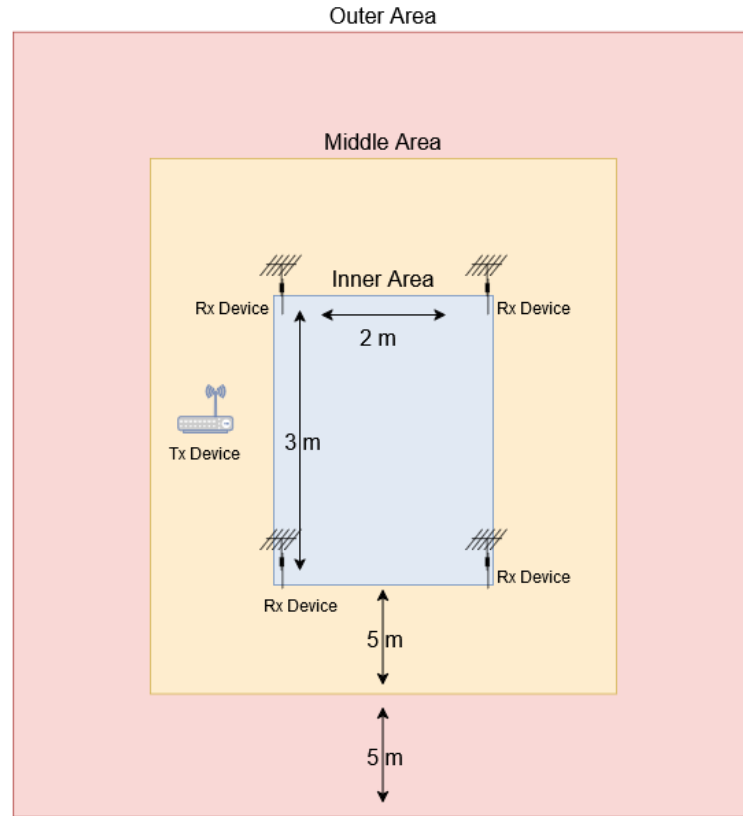 Outer Area
Middle Area
Inner Area
Rx Device
Rx Device
2 m
Tx Device
3 m
Rx Device
Rx Device
5 m
5 m